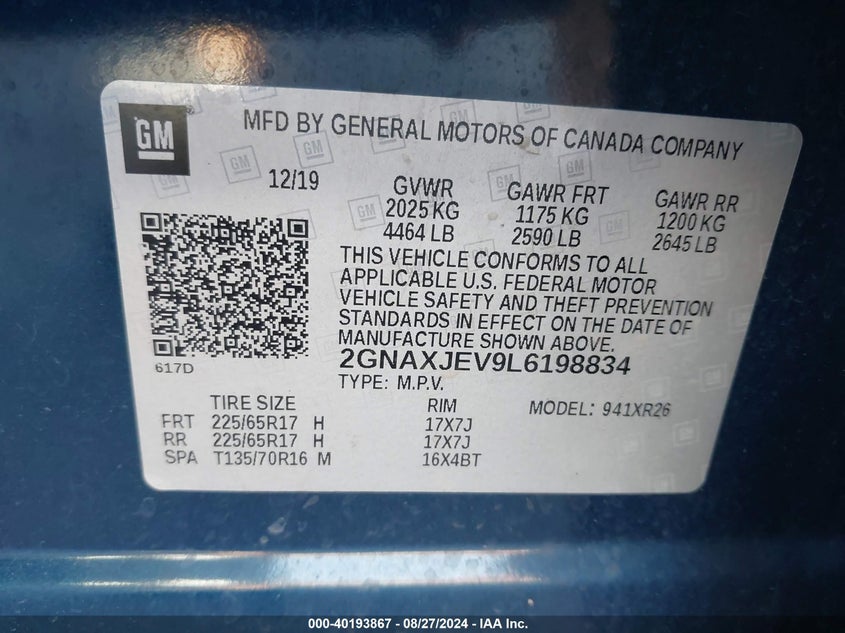 GM
MFD BY GENERAL MOTORS OF CANADA COMPANY
12/19
GVWR
2025 KG
4464 LB
GAWR FRT
1175 KG
2590 LB
GAWR RR
1200 KG
2645 LB
THIS VEHICLE CONFORMS TO ALL
APPLICABLE U.S. FEDERAL MOTOR
VEHICLE SAFETY AND THEFT PREVENTION
STANDARDS IN EFFECT ON THE DATE OF
MANUFACTURE SHOWN ABOVE.
617D
2GNAXJEV9L6198834
TYPE: M.P.V.
TIRE SIZE RIM MODEL: 941XR26
FRT 225/65R17 H 17X7J
RR 225/65R17 H 17X7J
SPA T135/70R16 M 16X4BT
000-40193867 - 08/27/2024 - IAA Inc.